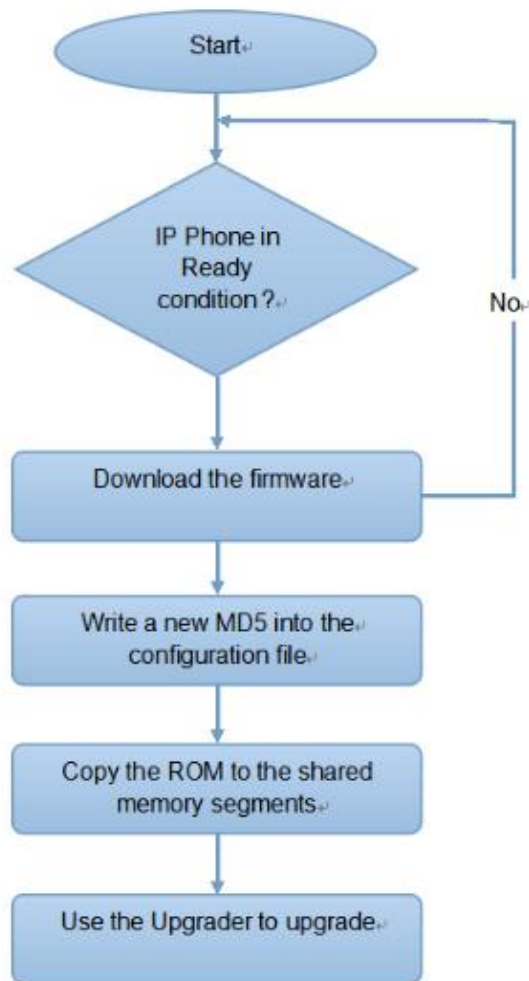 Start
IP Phone in
Ready
condition ?
No
Download the firmware
Write a new MD5 into the
configuration file
Copy the ROM to the shared
memory segments
Use the Upgrader to upgrade